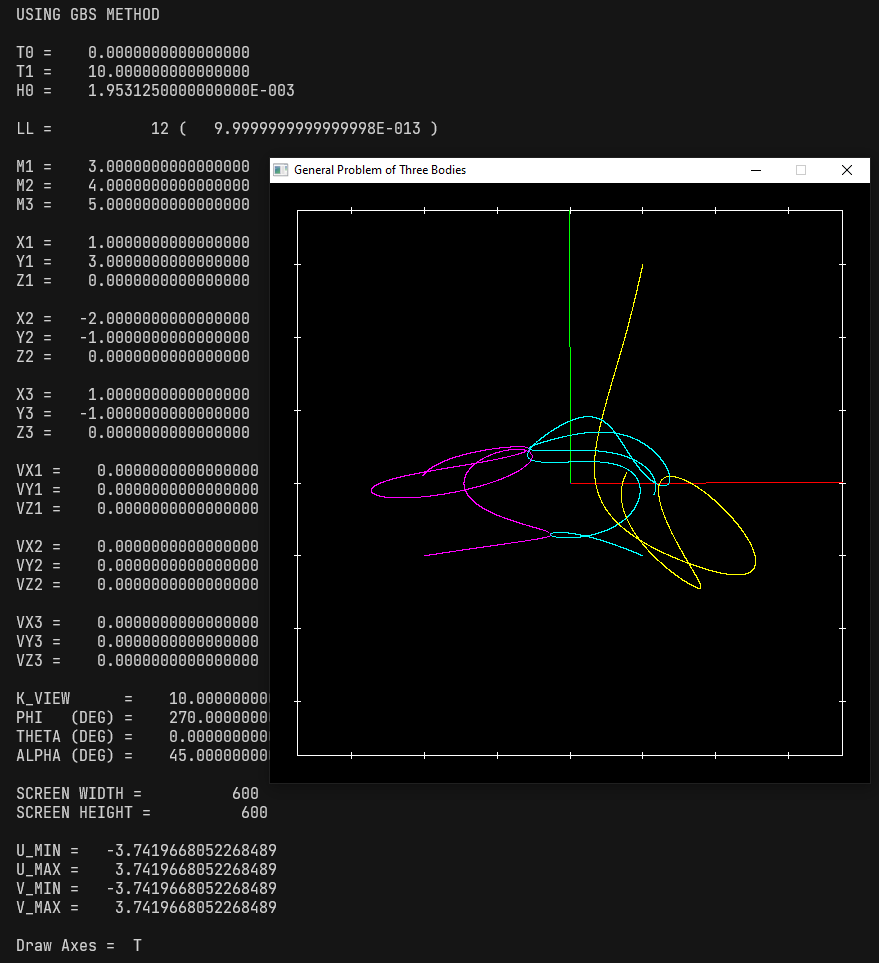 USING GBS METHOD
T0 = 0.0000000000000000
T1 = 10.000000000000000
H0 = 1.9531250000000000E-003
LL = 12 ( 9.9999999999999998E-013 )
M1 = 3.0000000000000000
M2 = 4.0000000000000000
M3 = 5.0000000000000000
General Problem of Three Bodies
X1 = 1.0000000000000000
Y1 = 3.0000000000000000
Z1 = 0.0000000000000000
X2 = -2.0000000000000000
Y2 = -1.0000000000000000
Z2 = 0.0000000000000000
X3 = 1.0000000000000000
Y3 = -1.0000000000000000
Z3 = 0.0000000000000000
VX1 = 0.0000000000000000
VY1 = 0.0000000000000000
VZ1 = 0.0000000000000000
VX2 = 0.0000000000000000
VY2 = 0.0000000000000000
VZ2 = 0.0000000000000000
VX3 = 0.0000000000000000
VY3 = 0.0000000000000000
VZ3 = 0.0000000000000000
K_VIEW = 10.000000000
PHI (DEG) = 270.00000000
THETA (DEG) = 0.0000000000
ALPHA (DEG) = 45.000000000
SCREEN WIDTH = 600
SCREEN HEIGHT = 600
U_MIN = -3.7419668052268489
U_MAX = 3.7419668052268489
V_MIN = -3.7419668052268489
V_MAX = 3.7419668052268489
Draw Axes = T